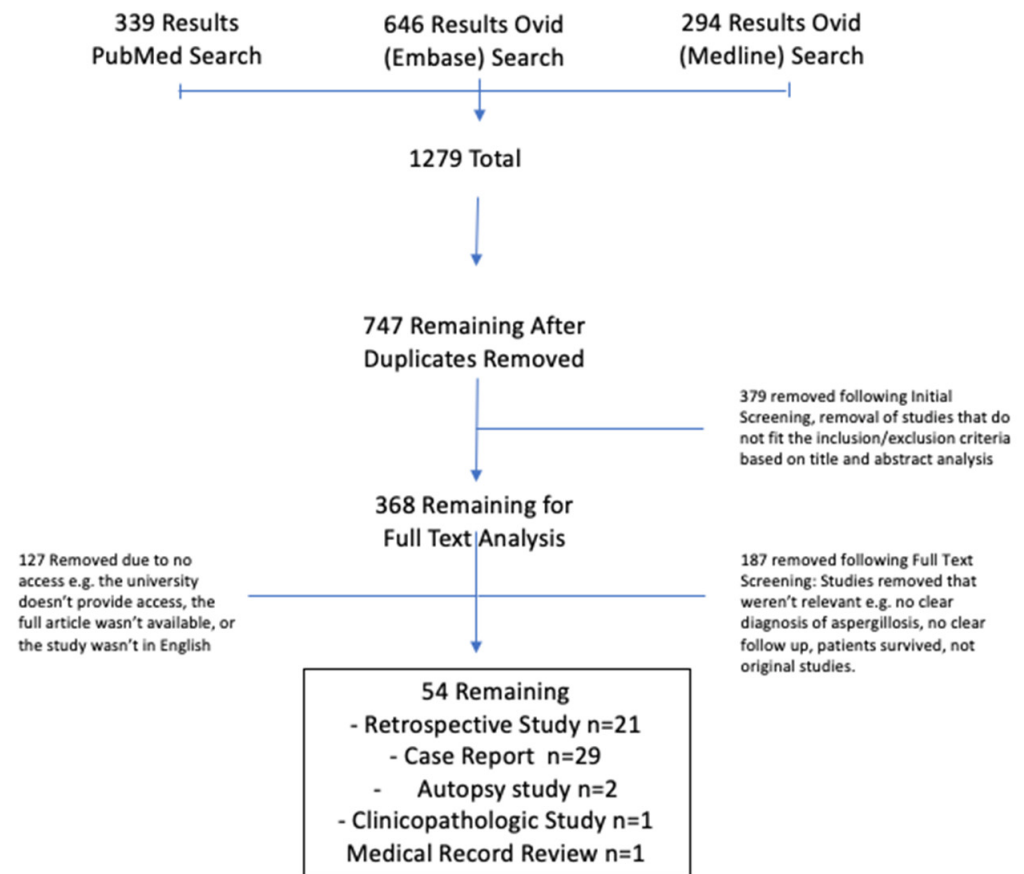 339 Results
PubMed Search
646 Results Ovid
(Embase) Search
294 Results Ovid
(Medline) Search
1279 Total
747 Remaining After
Duplicates Removed
379 removed following Initial
Screening, removal of studies that do
not fit the inclusion/exclusion criteria
based on title and abstract analysis
368 Remaining for
Full Text Analysis
127 Removed due to no
access e.g. the university
doesn't provide access, the
full article wasn't available, or
the study wasn't in English
187 removed following Full Text
Screening: Studies removed that
weren't relevant e.g. no clear
diagnosis of aspergillosis, no clear
follow up, patients survived, not
original studies.
54 Remaining
- Retrospective Study n=21
- Case Report n=29
- Autopsy study n=2
- Clinicopathologic Study n=1
Medical Record Review n=1